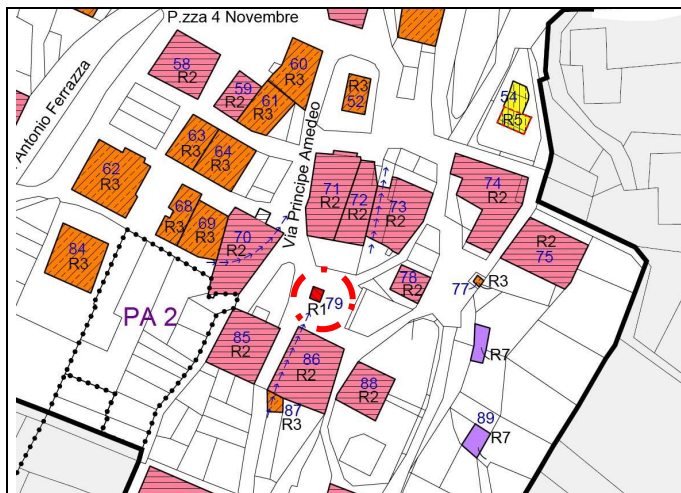 P.zza 4 Novembre
Antonio Ferrazza
VIa Principe Amedeo
58
R2
59
R2
60
R3
61
R3
R3
52
54
R5
63
R3
64
R3
62
R3
68
R3
69
R3
70
R2
71
R2
72
R2
73
R2
74
R2
R2
75
84
R3
PA 2
78
R2
77
R3
79
R1
85
R2
86
R2
87
R3
88
R2
R7
89
R7